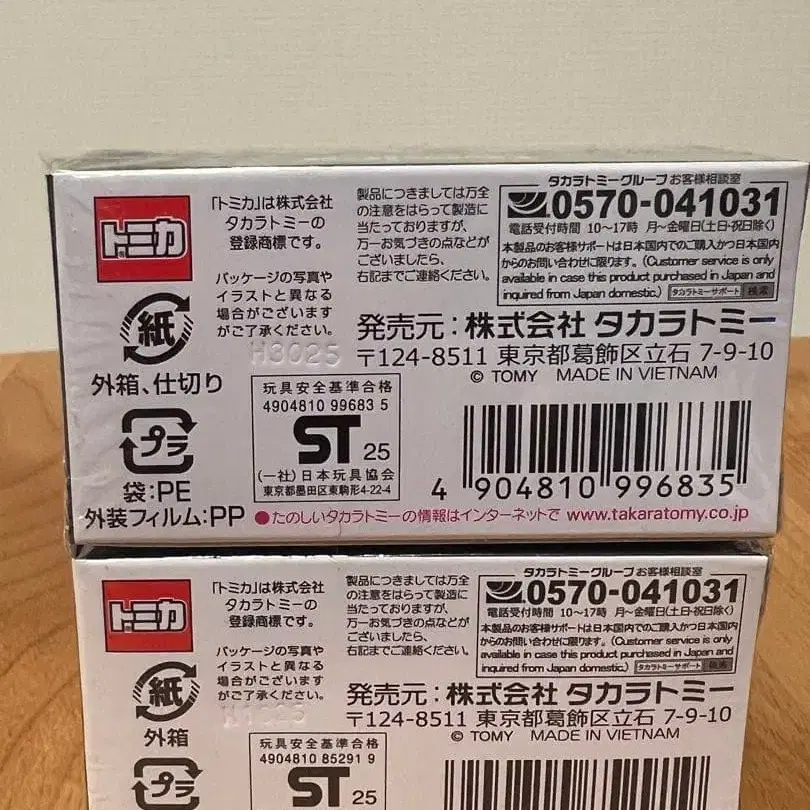 トミカ
「トミカ」は株式会社
タカラトミーの
登録商標です。
パッケージの写真や
イラストと異なる
場合がございます
がご了承ください。
H3025
製品につきましては万全
の注意をはらって製造に
当たっておりますが、
万一お気づきの点などが
ございましたら、
右記までご連絡ください。
タカラトミーグループ お客様相談室
0570-041031
電話受付時間 10〜17時 月〜金曜日(土日・祝日除く)
本製品のお客様サポートは日本国内でのご購入かつ日本国内
からのお問い合わせに限ります。(Customer service is only
available in case this product purchased in Japan and
inquired from Japan domestic.) タカラトミーサポート 検索
発売元:株式会社 タカラトミー
〒124-8511 東京都葛飾区立石 7-9-10
© TOMY MADE IN VIETNAM
紙
外箱、仕切り
プラ
袋:PE
外装フィルム:PP
玩具安全基準合格
4904810 99683 5
ST 25
(一社)日本玩具協会
東京都墨田区東駒形4-22-4
4 904810 996835
●たのしいタカラトミーの情報はインターネットで www.takaratomy.co.jp
トミカ
「トミカ」は株式会社
タカラトミーの
登録商標です。
パッケージの写真や
イラストと異なる
場合がございます
がご了承ください。
製品につきましては万全
の注意をはらって製造に
当たっておりますが、
万一お気づきの点などが
ございましたら、
右記までご連絡ください。
タカラトミーグループ お客様相談室
0570-041031
電話受付時間 10〜17時 月〜金曜日(土日・祝日除く)
本製品のお客様サポートは日本国内でのご購入かつ日本国内
からのお問い合わせに限ります。(Customer service is only
available in case this product purchased in Japan and
inquired from Japan domestic.) タカラトミーサポート 検索
発売元:株式会社 タカラトミー
〒124-8511 東京都葛飾区立石 7-9-10
© TOMY MADE IN VIETNAM
紙
外箱
プラ
玩具安全基準合格
4904810 85291 9
ST 25